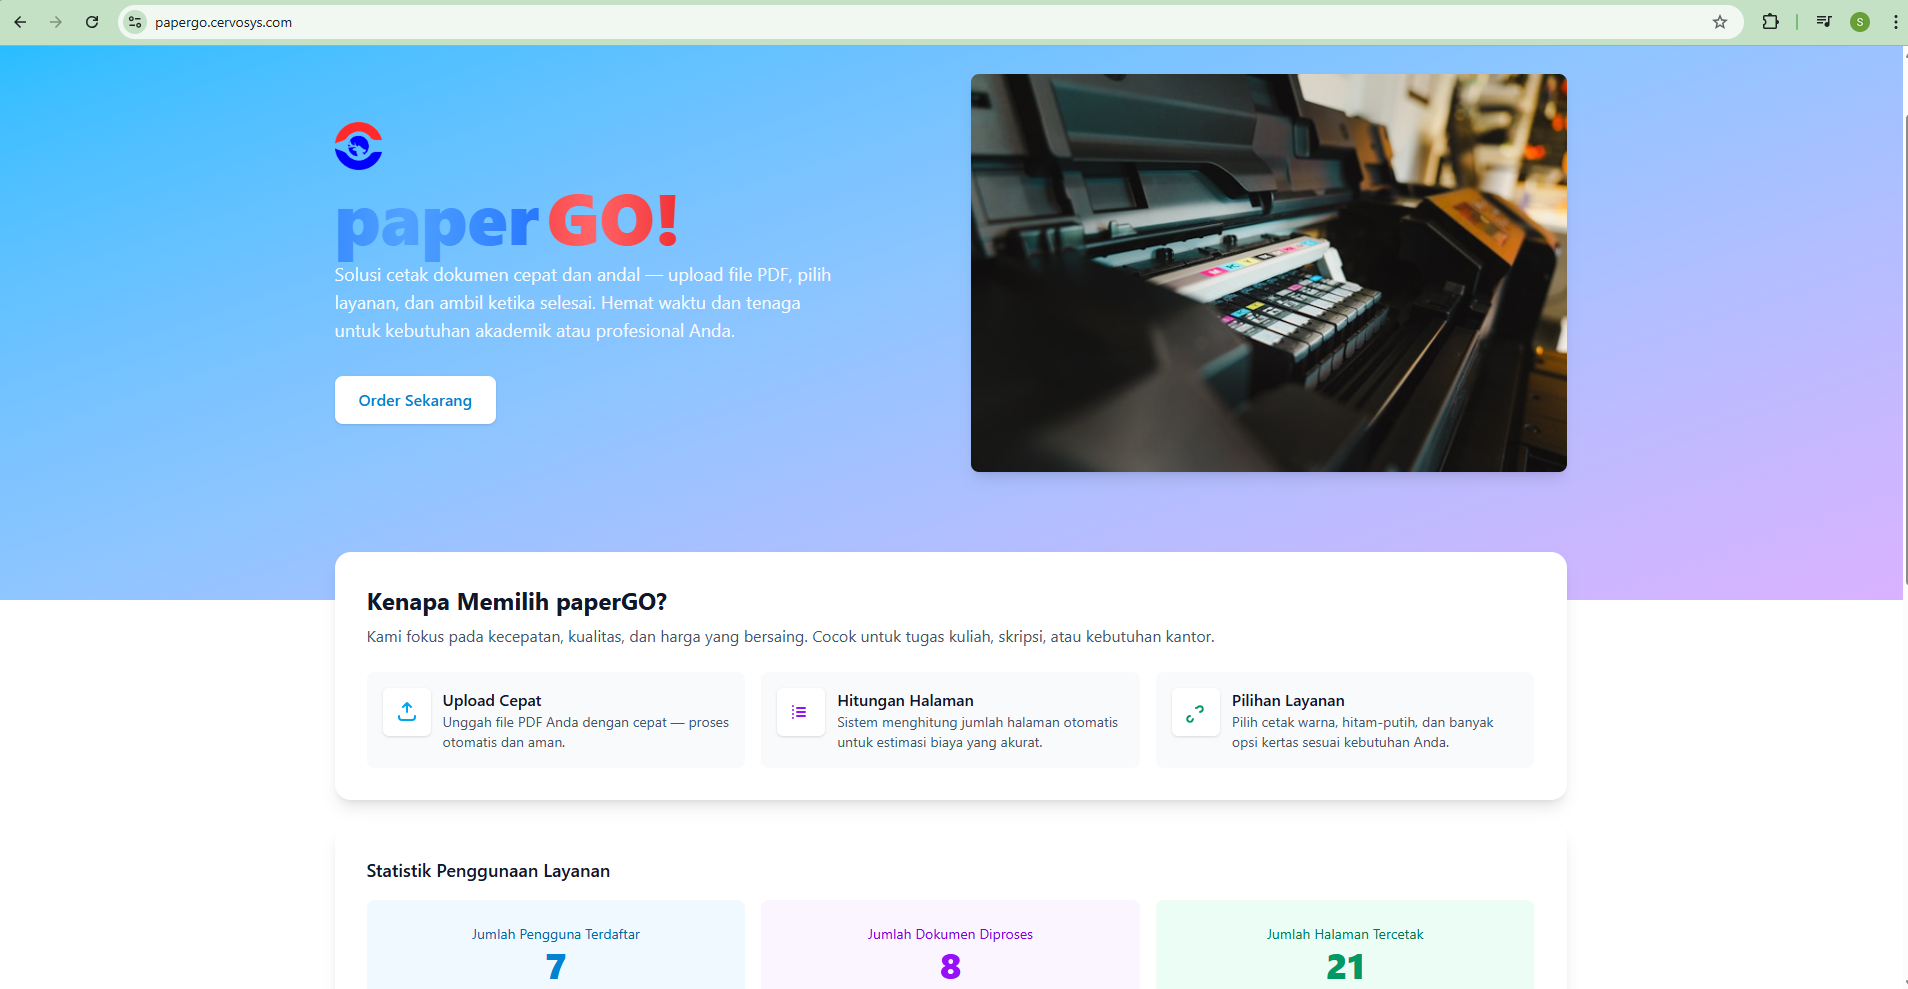 papergo.cervosys.com
S
paperGO!
Solusi cetak dokumen cepat dan andal — upload file PDF, pilih
layanan, dan ambil ketika selesai. Hemat waktu dan tenaga
untuk kebutuhan akademik atau profesional Anda.
Order Sekarang
Kenapa Memilih paperGO?
Kami fokus pada kecepatan, kualitas, dan harga yang bersaing. Cocok untuk tugas kuliah, skripsi, atau kebutuhan kantor.
Upload Cepat
Unggah file PDF Anda dengan cepat — proses
otomatis dan aman.
Hitungan Halaman
Sistem menghitung jumlah halaman otomatis
untuk estimasi biaya yang akurat.
Pilihan Layanan
Pilih cetak warna, hitam-putih, dan banyak
opsi kertas sesuai kebutuhan Anda.
Statistik Penggunaan Layanan
Jumlah Pengguna Terdaftar
7
Jumlah Dokumen Diproses
8
Jumlah Halaman Tercetak
21